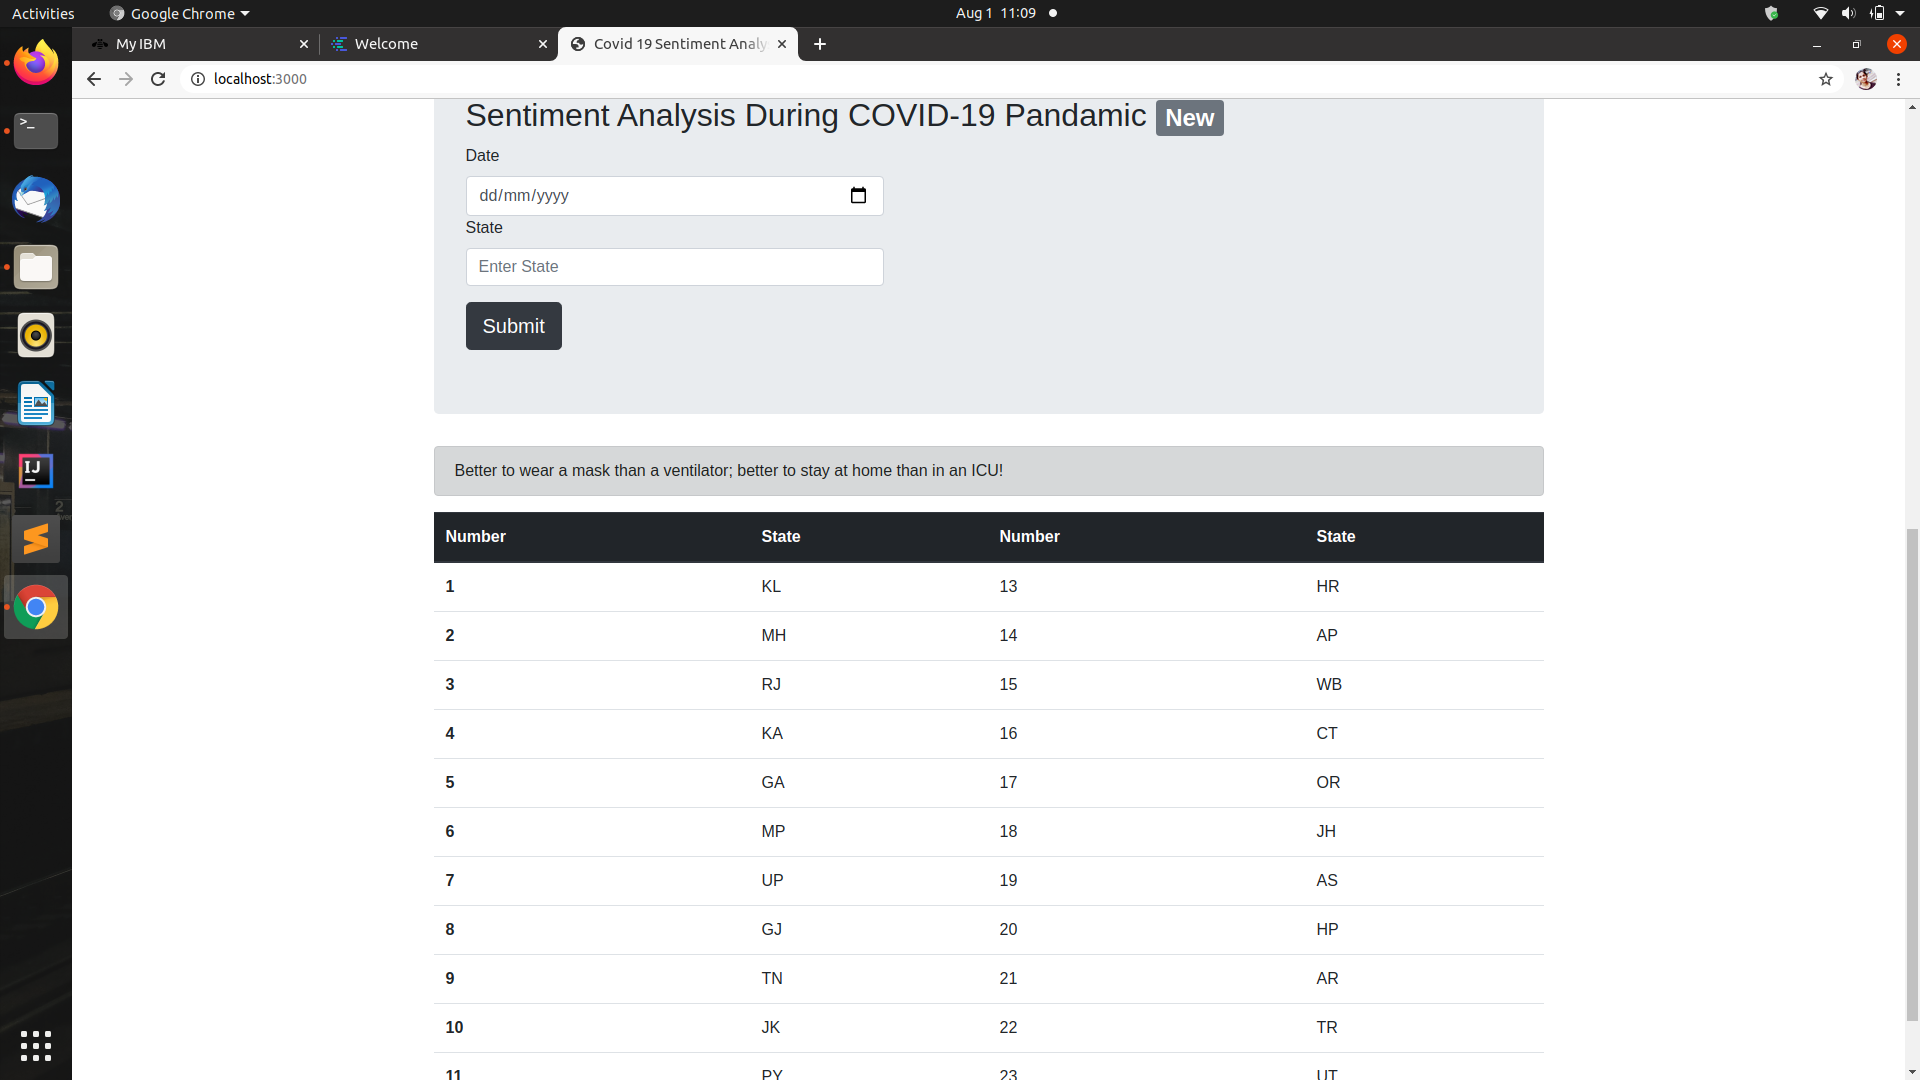 Activities Google Chrome Aug 1 11:09
My IBM Welcome Covid 19 Sentiment Analy
localhost:3000
Sentiment Analysis During COVID-19 Pandamic New
Date
dd/mm/yyyy
State
Enter State
Submit
Better to wear a mask than a ventilator; better to stay at home than in an ICU!
Number State Number State
1 KL 13 HR
2 MH 14 AP
3 RJ 15 WB
4 KA 16 CT
5 GA 17 OR
6 MP 18 JH
7 UP 19 AS
8 GJ 20 HP
9 TN 21 AR
10 JK 22 TR
11 PY 23 UT